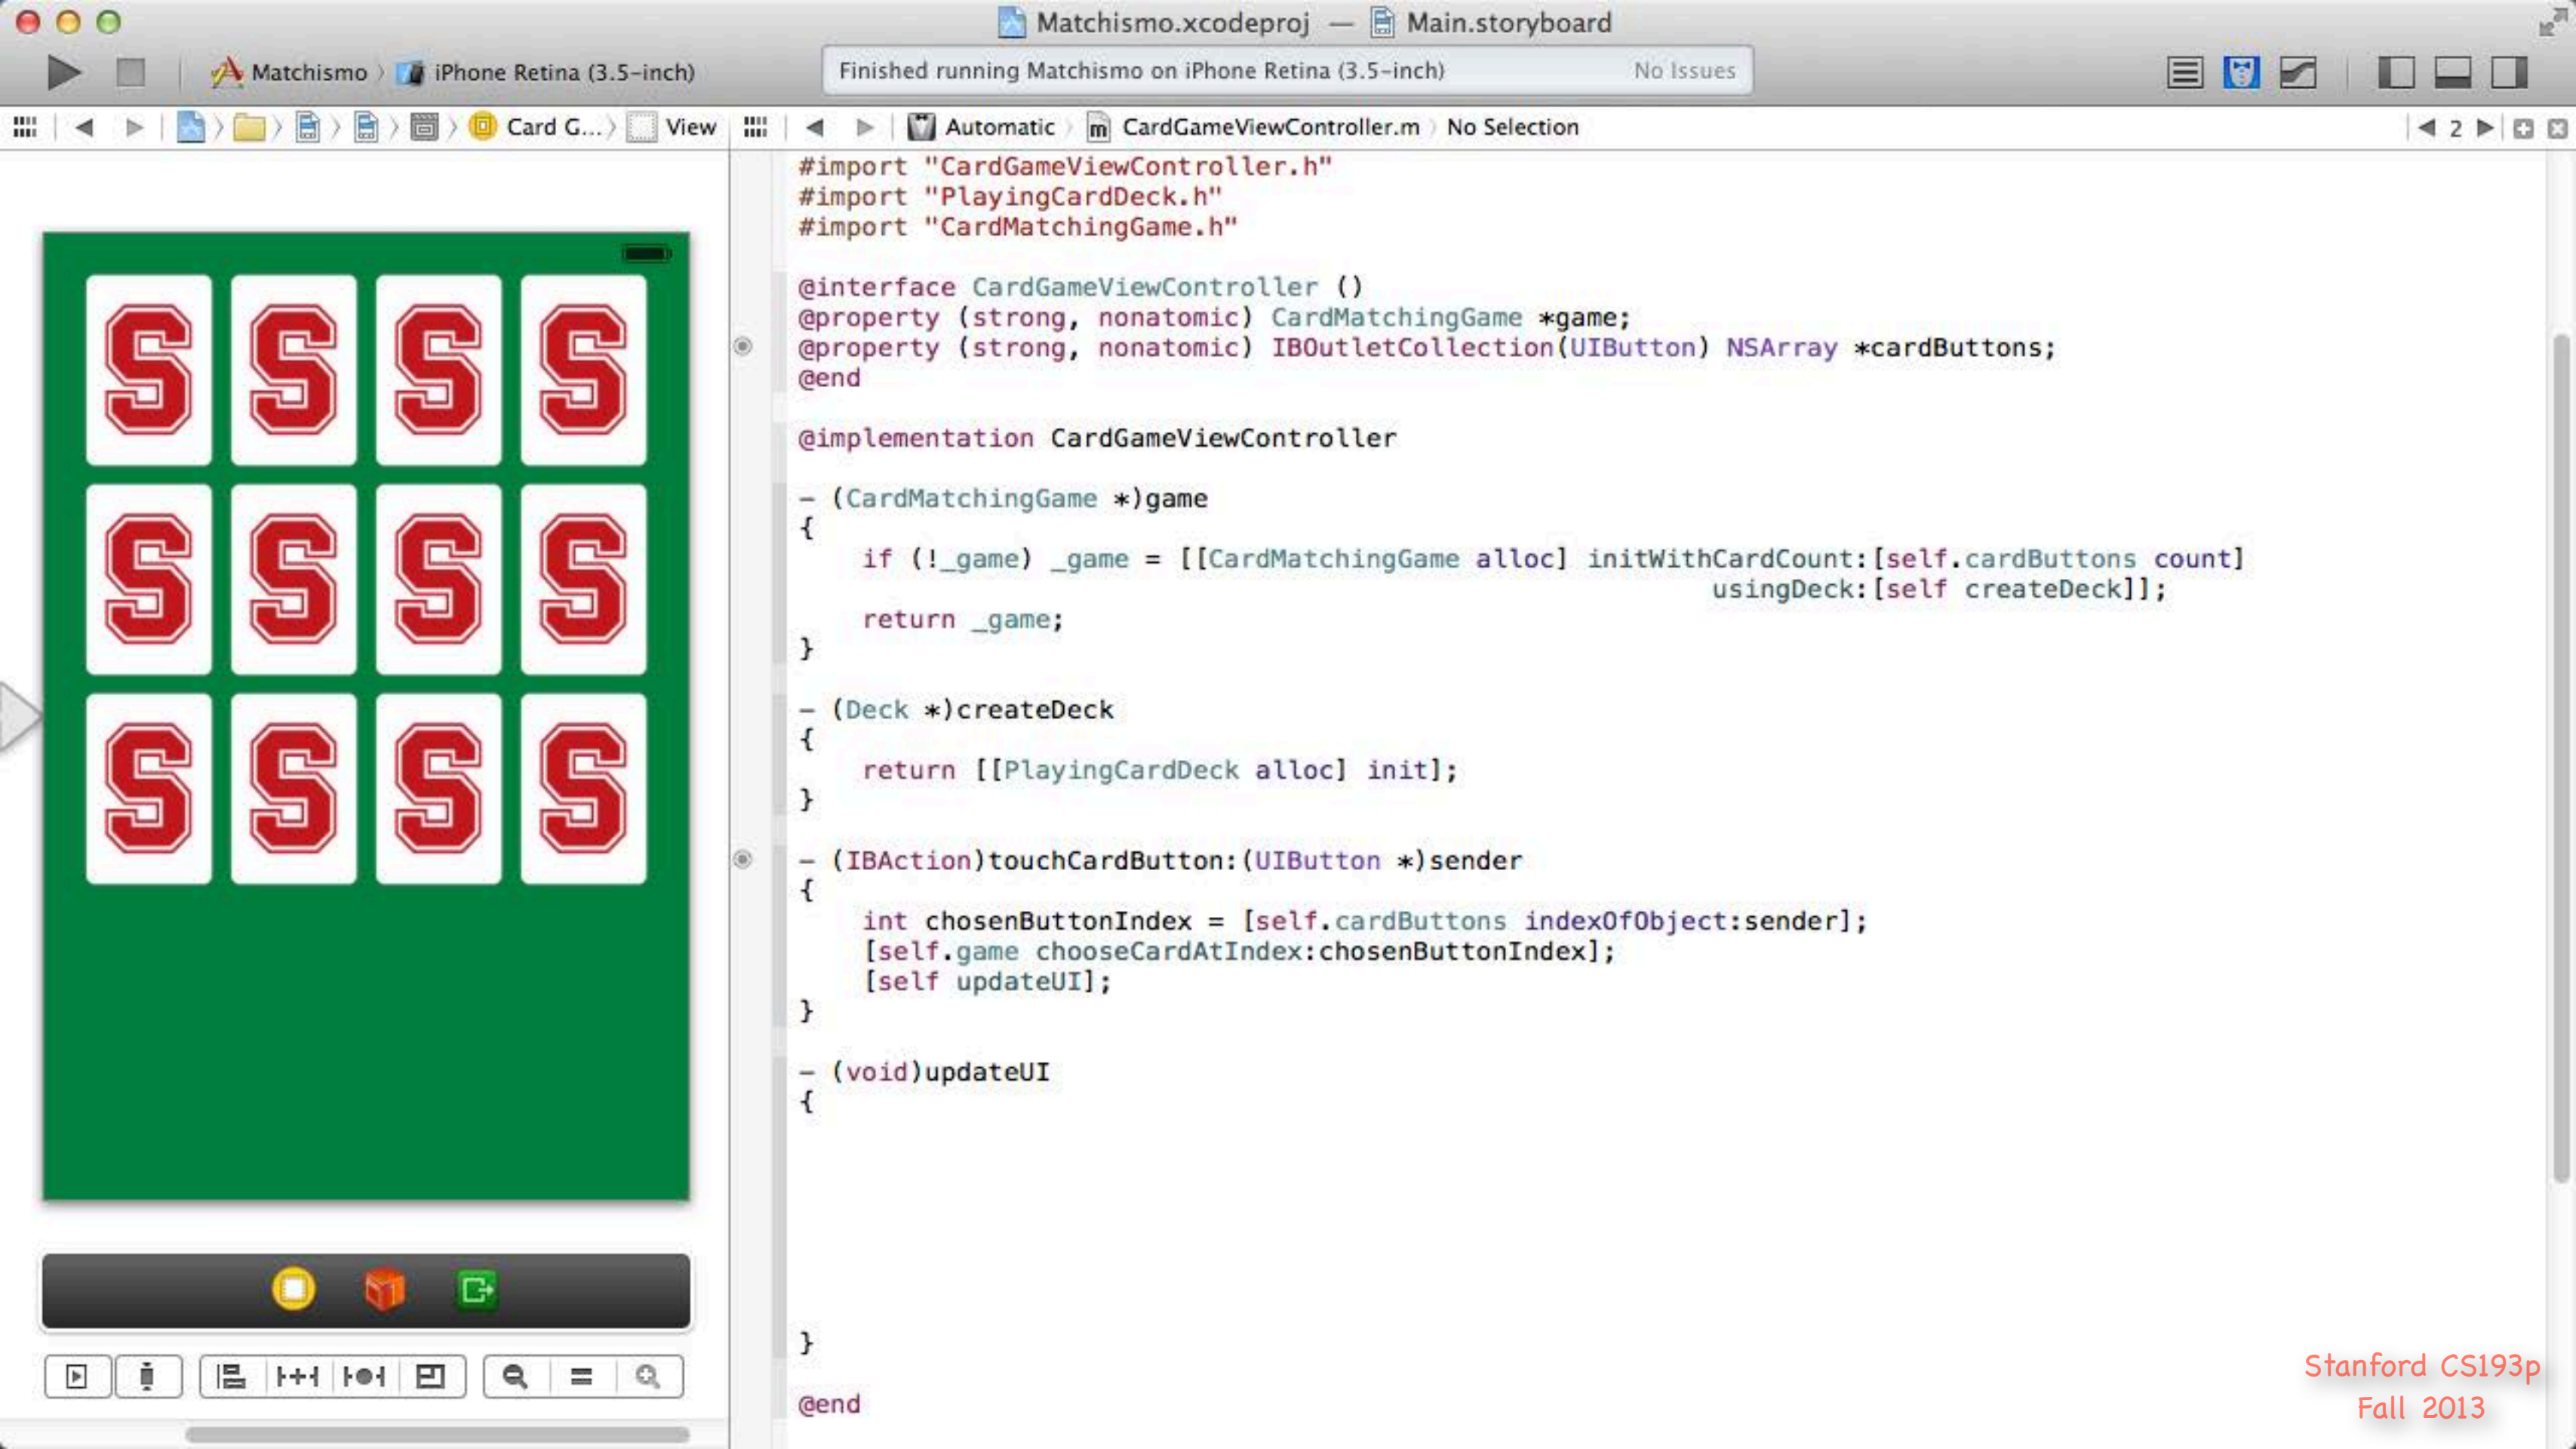 Matchismo.xcodeproj — Main.storyboard
Matchismo iPhone Retina (3.5-inch)
Finished running Matchismo on iPhone Retina (3.5-inch) No Issues
Card G... View
Automatic m CardGameViewController.m No Selection
2
#import "CardGameViewController.h"
#import "PlayingCardDeck.h"
#import "CardMatchingGame.h"
@interface CardGameViewController ()
@property (strong, nonatomic) CardMatchingGame *game;
@property (strong, nonatomic) IBOutletCollection(UIButton) NSArray *cardButtons;
@end
@implementation CardGameViewController
- (CardMatchingGame *)game
{
if (!_game) _game = [[CardMatchingGame alloc] initWithCardCount:[self.cardButtons count]
usingDeck:[self createDeck]];
return _game;
}
- (Deck *)createDeck
{
return [[PlayingCardDeck alloc] init];
}
- (IBAction)touchCardButton:(UIButton *)sender
{
int chosenButtonIndex = [self.cardButtons indexOfObject:sender];
[self.game chooseCardAtIndex:chosenButtonIndex];
[self updateUI];
}
- (void)updateUI
{
}
@end
S S S S
S S S S
S S S S
Stanford CS193p
Fall 2013